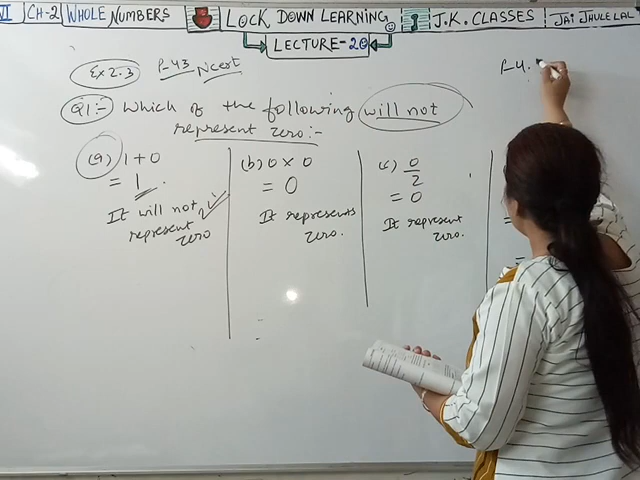 VI CH-2 WHOLE NUMBERS LOCK DOWN LEARNING J.K. CLASSES JAI JHULE LAL
LECTURE-20
Ex 2.3 P-43 Ncert
Q1:- Which of the following will not
represent zero:-
(a) 1+0
= 1
It will not
represent
zero
(b) 0 × 0
= 0
It represents
zero.
(c) 0/2
= 0
It represent
zero.
P-4.
=
=